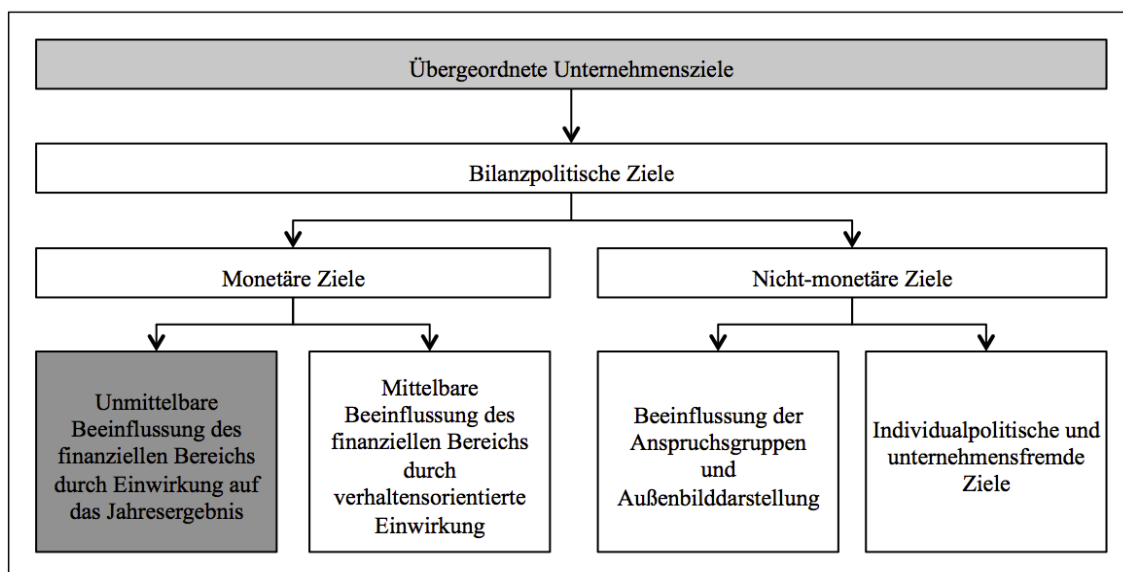 Übergeordnete Unternehmensziele
Bilanzpolitische Ziele
Monetäre Ziele
Nicht-monetäre Ziele
Unmittelbare
Beeinflussung des
finanziellen Bereichs
durch Einwirkung auf
das Jahresergebnis
Mittelbare
Beeinflussung des
finanziellen Bereichs
durch
verhaltensorientierte
Einwirkung
Beeinflussung der
Anspruchsgruppen
und
Außenbilddarstellung
Individualpolitische und
unternehmensfremde
Ziele